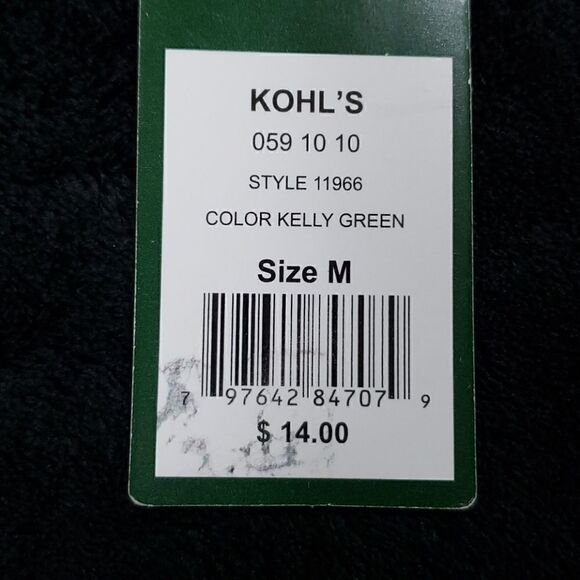 KOHL'S
059 10 10
STYLE 11966
COLOR KELLY GREEN
Size M
7 97642 84707 9
$ 14.00